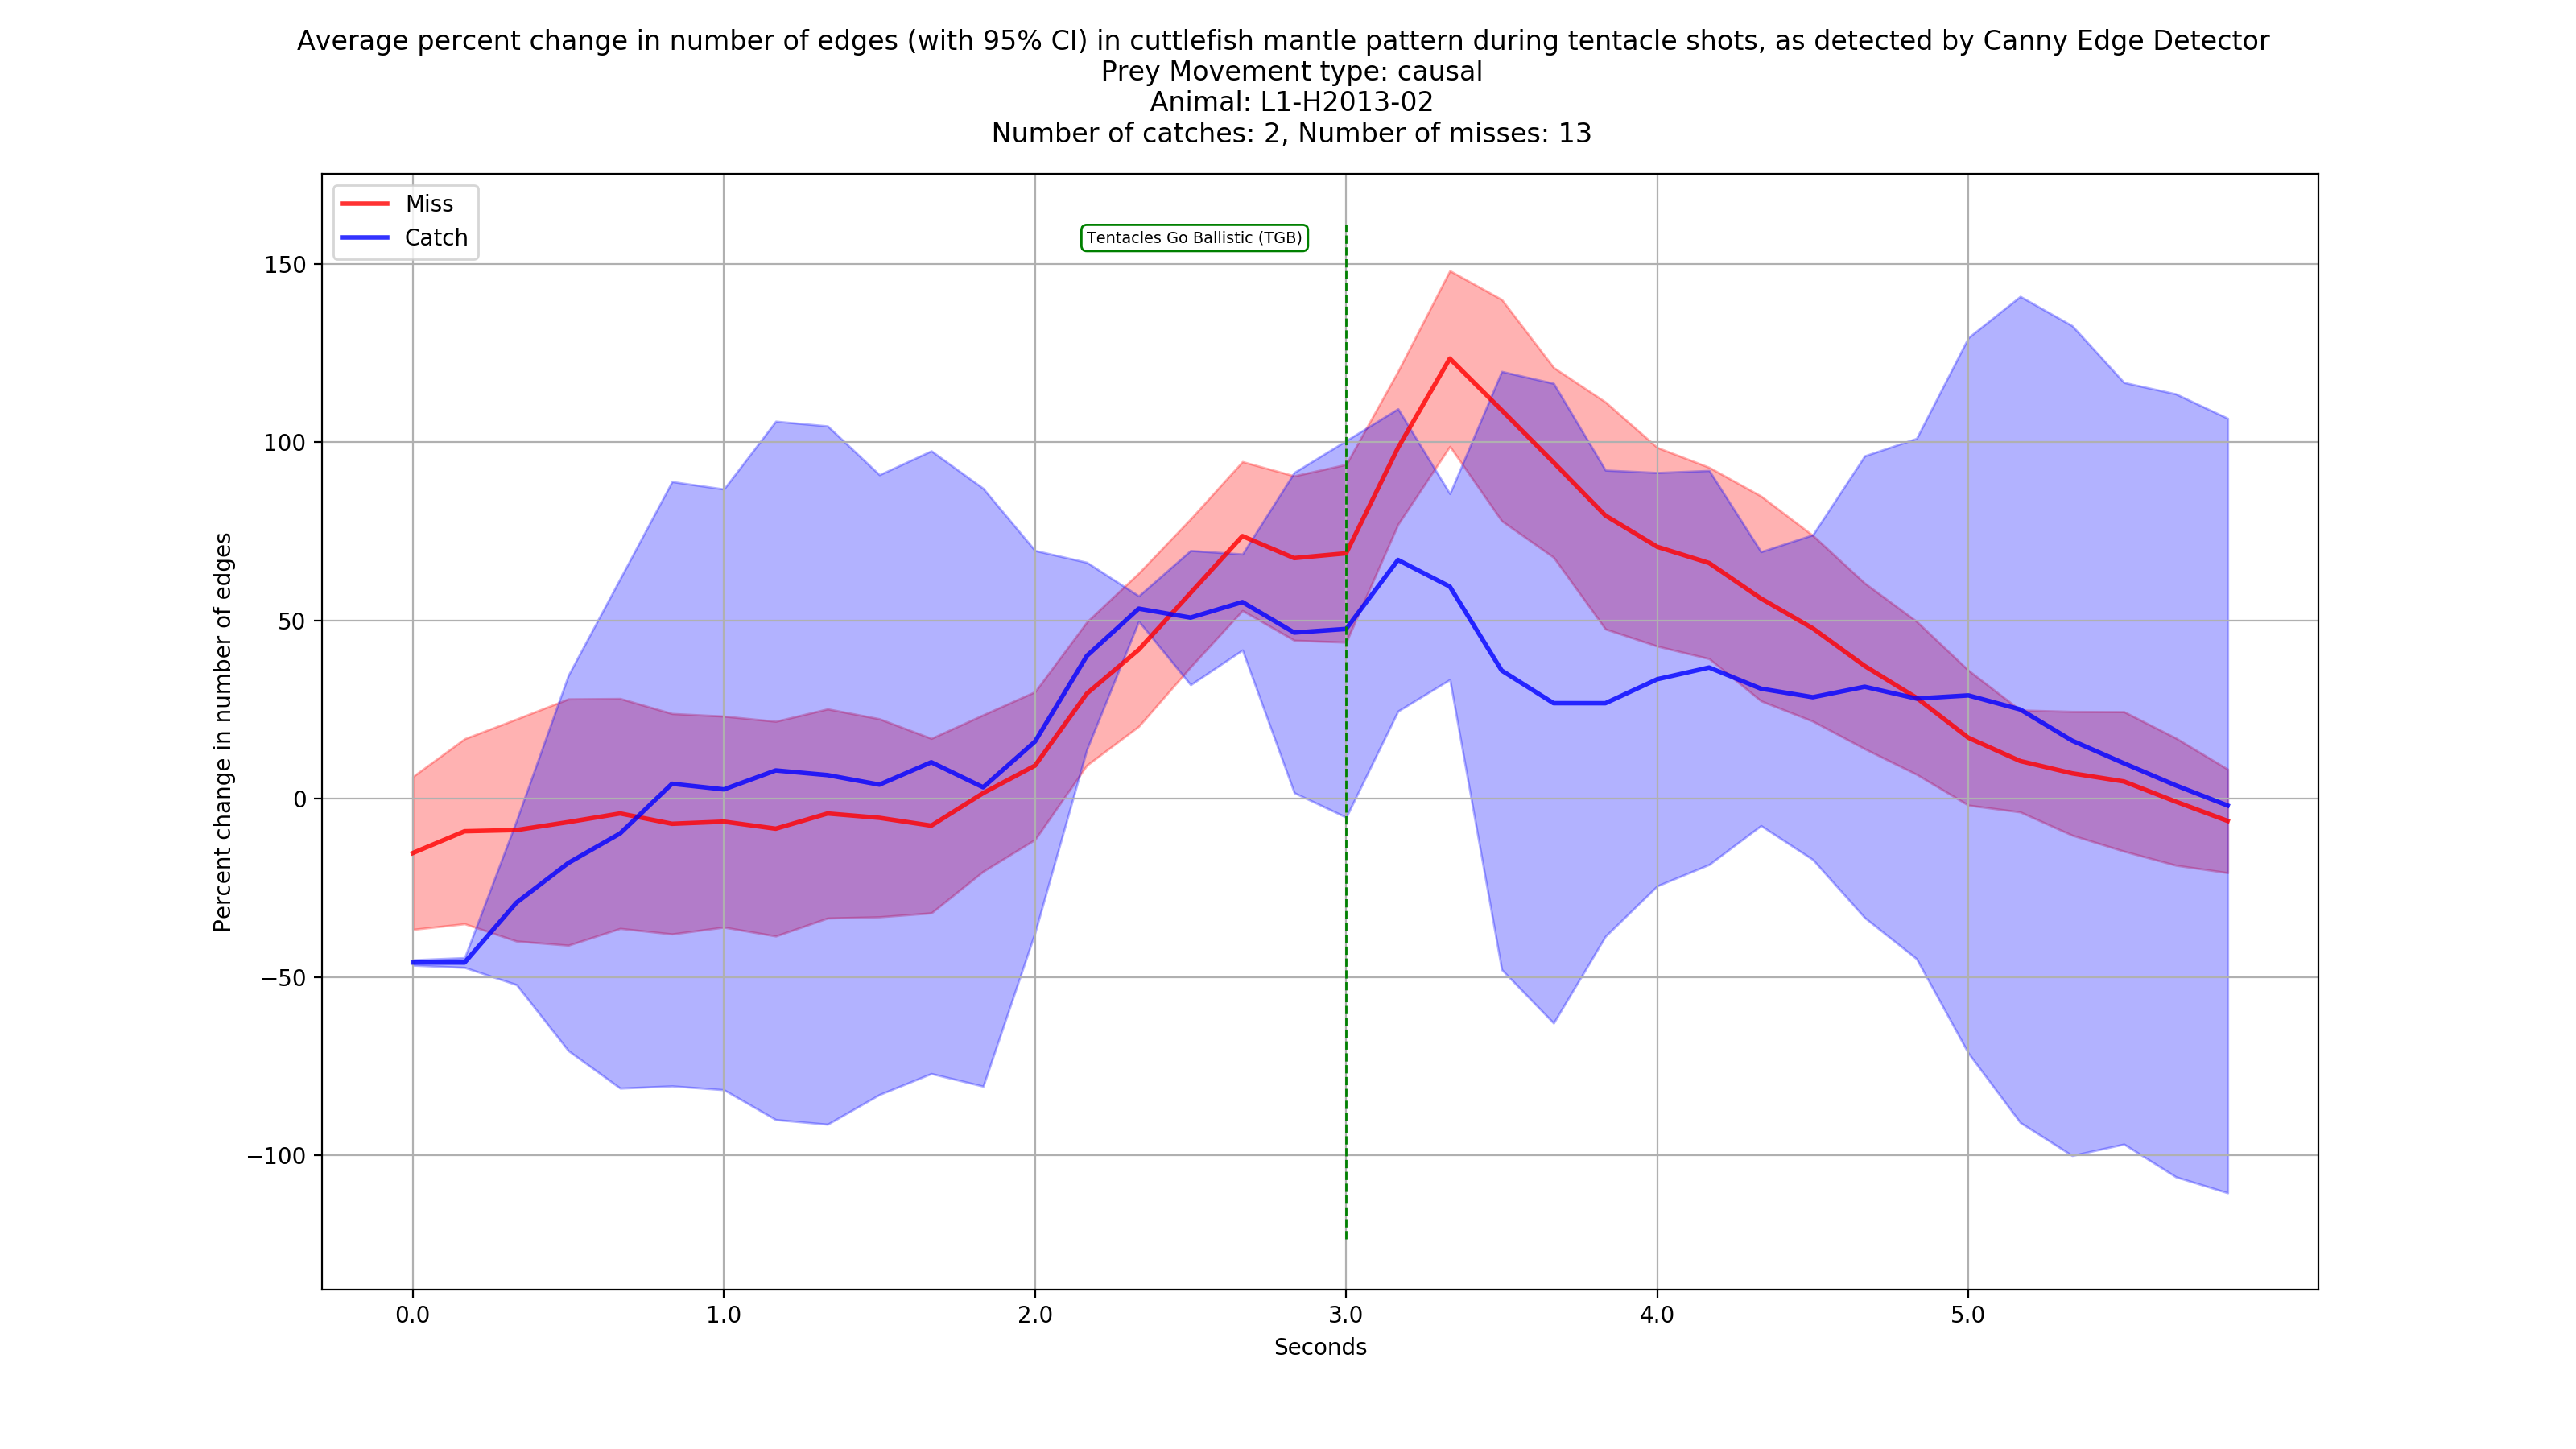 Average percent change in number of edges (with 95% CI) in cuttlefish mantle pattern during tentacle shots, as detected by Canny Edge Detector
Prey Movement type: causal
Animal: L1-H2013-02
Number of catches: 2, Number of misses: 13
Miss
Catch
Tentacles Go Ballistic (TGB)
150
100
50
0
−50
−100
Percent change in number of edges
0.0 1.0 2.0 3.0 4.0 5.0
Seconds